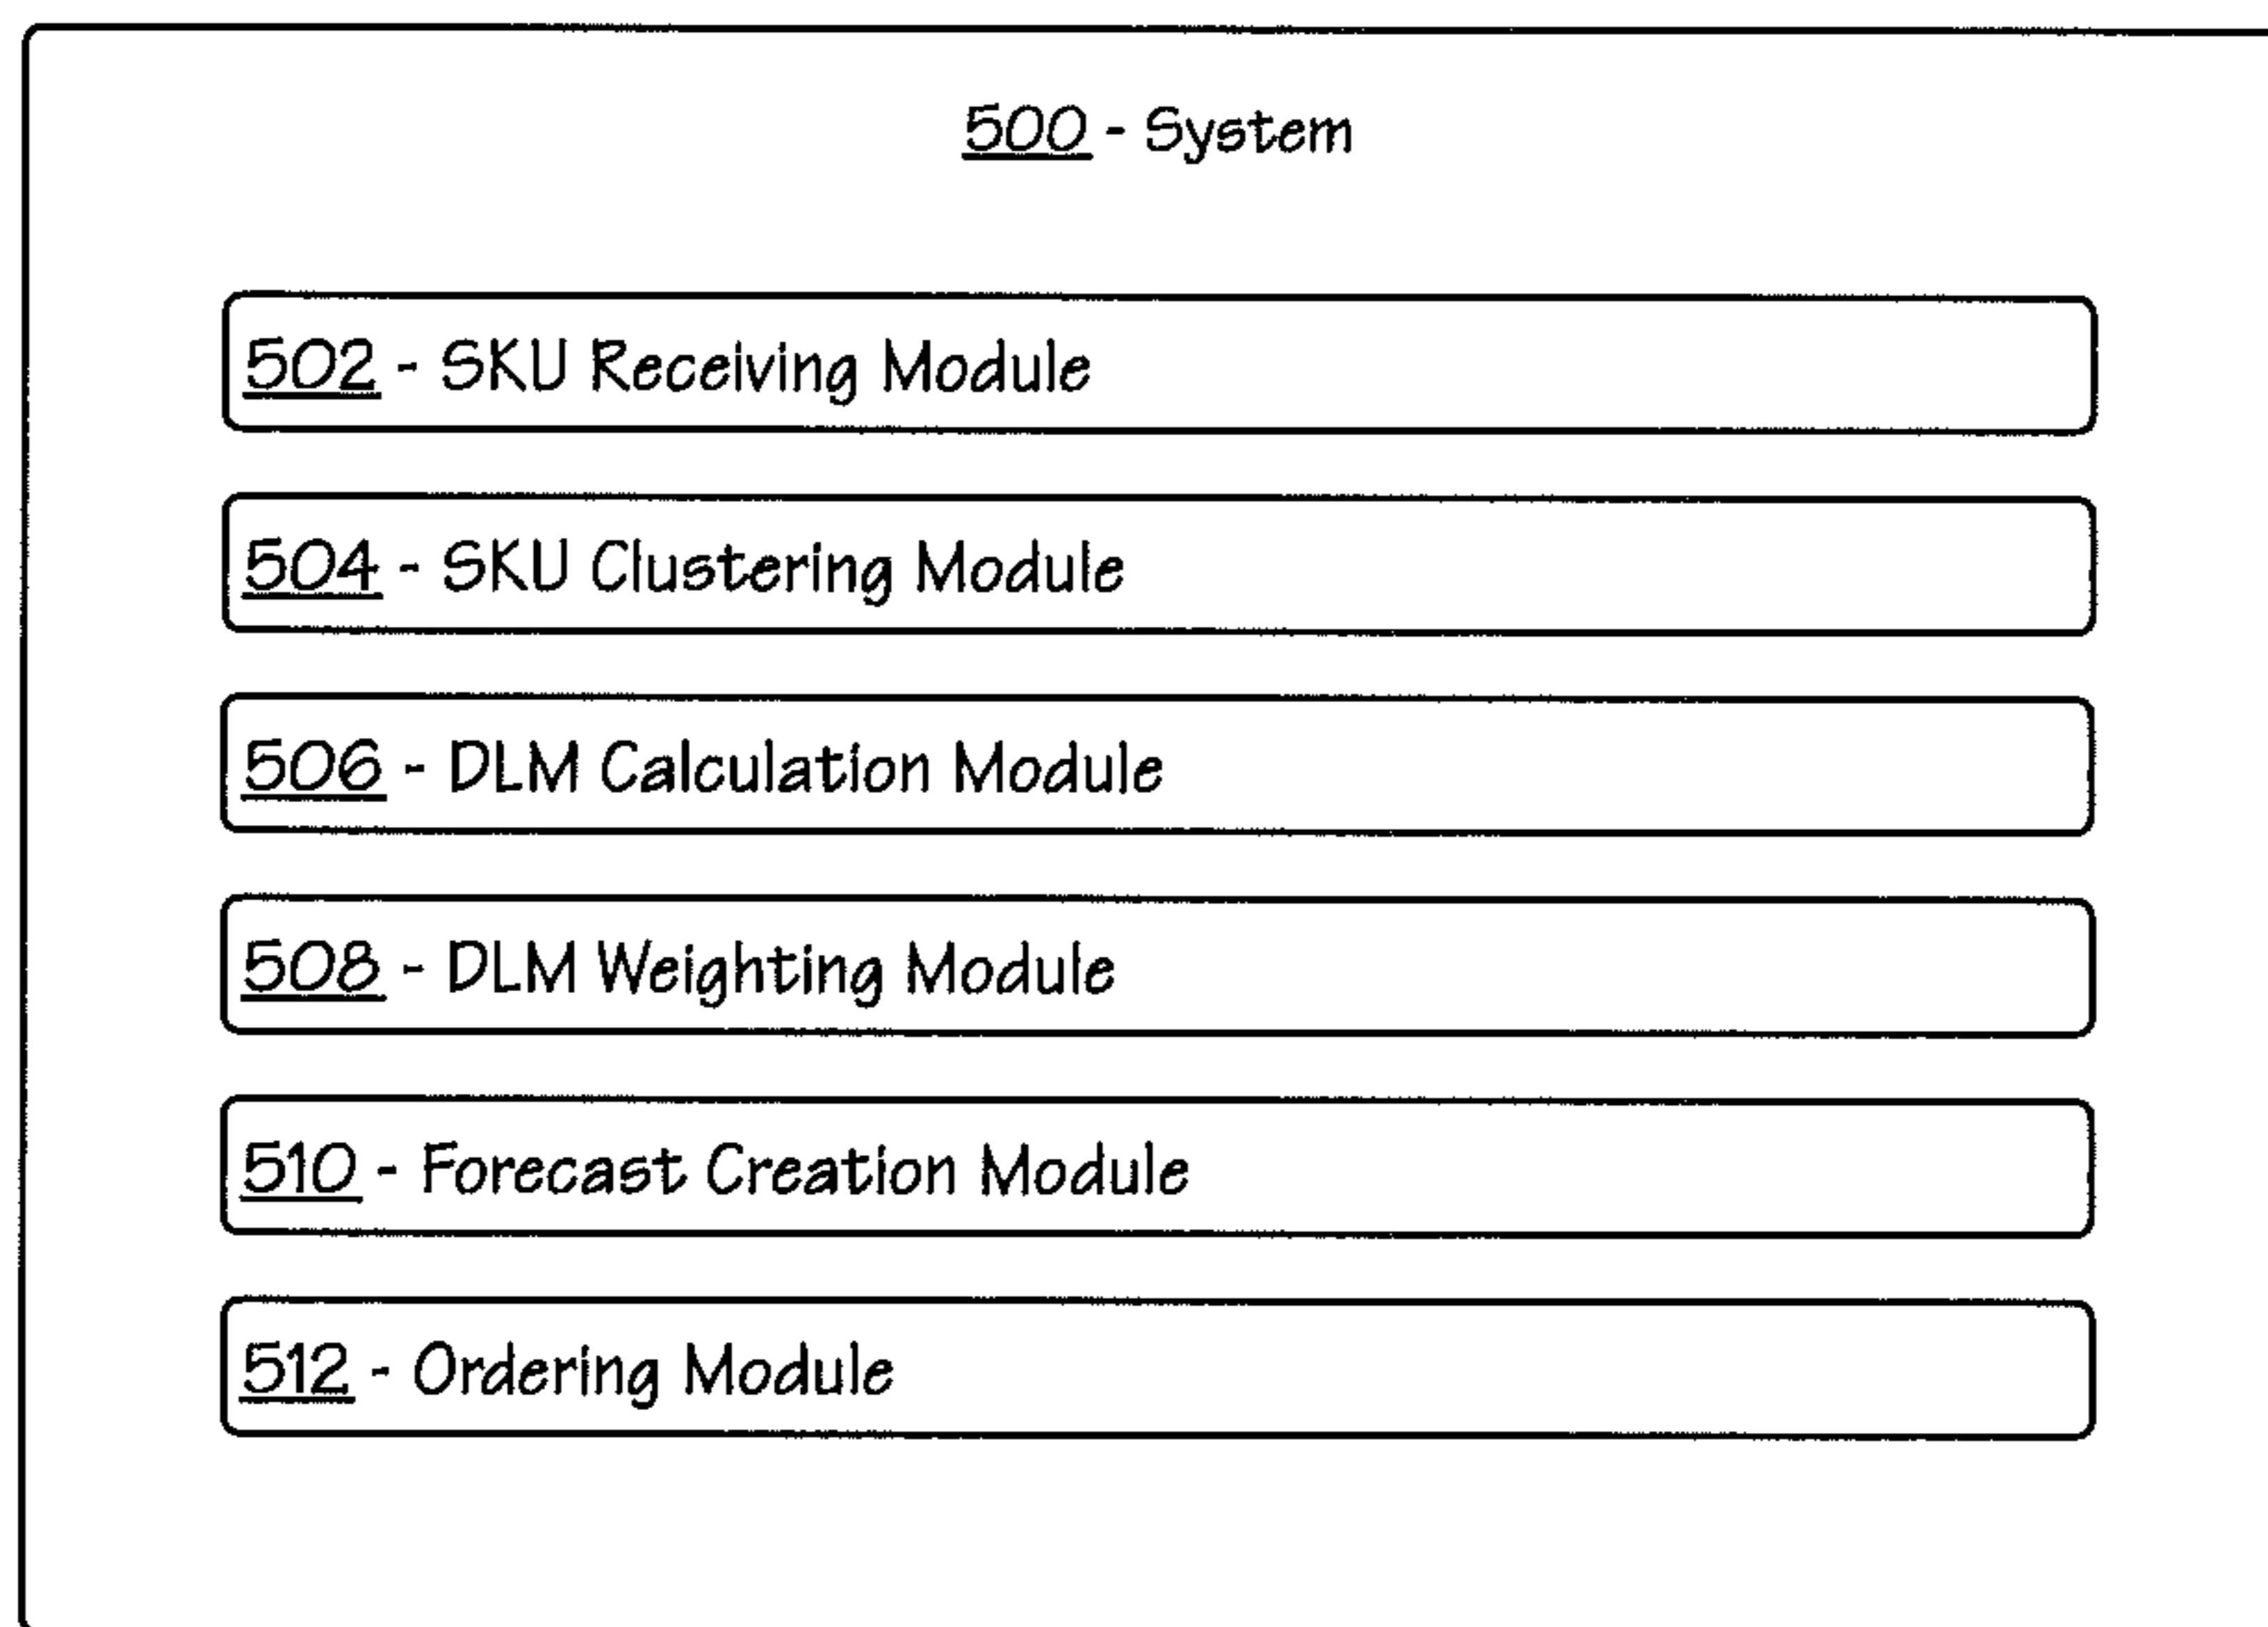 500 - System
502 - SKU Receiving Module
504 - SKU Clustering Module
506 - DLM Calculation Module
508 - DLM Weighting Module
510 - Forecast Creation Module
512 - Ordering Module